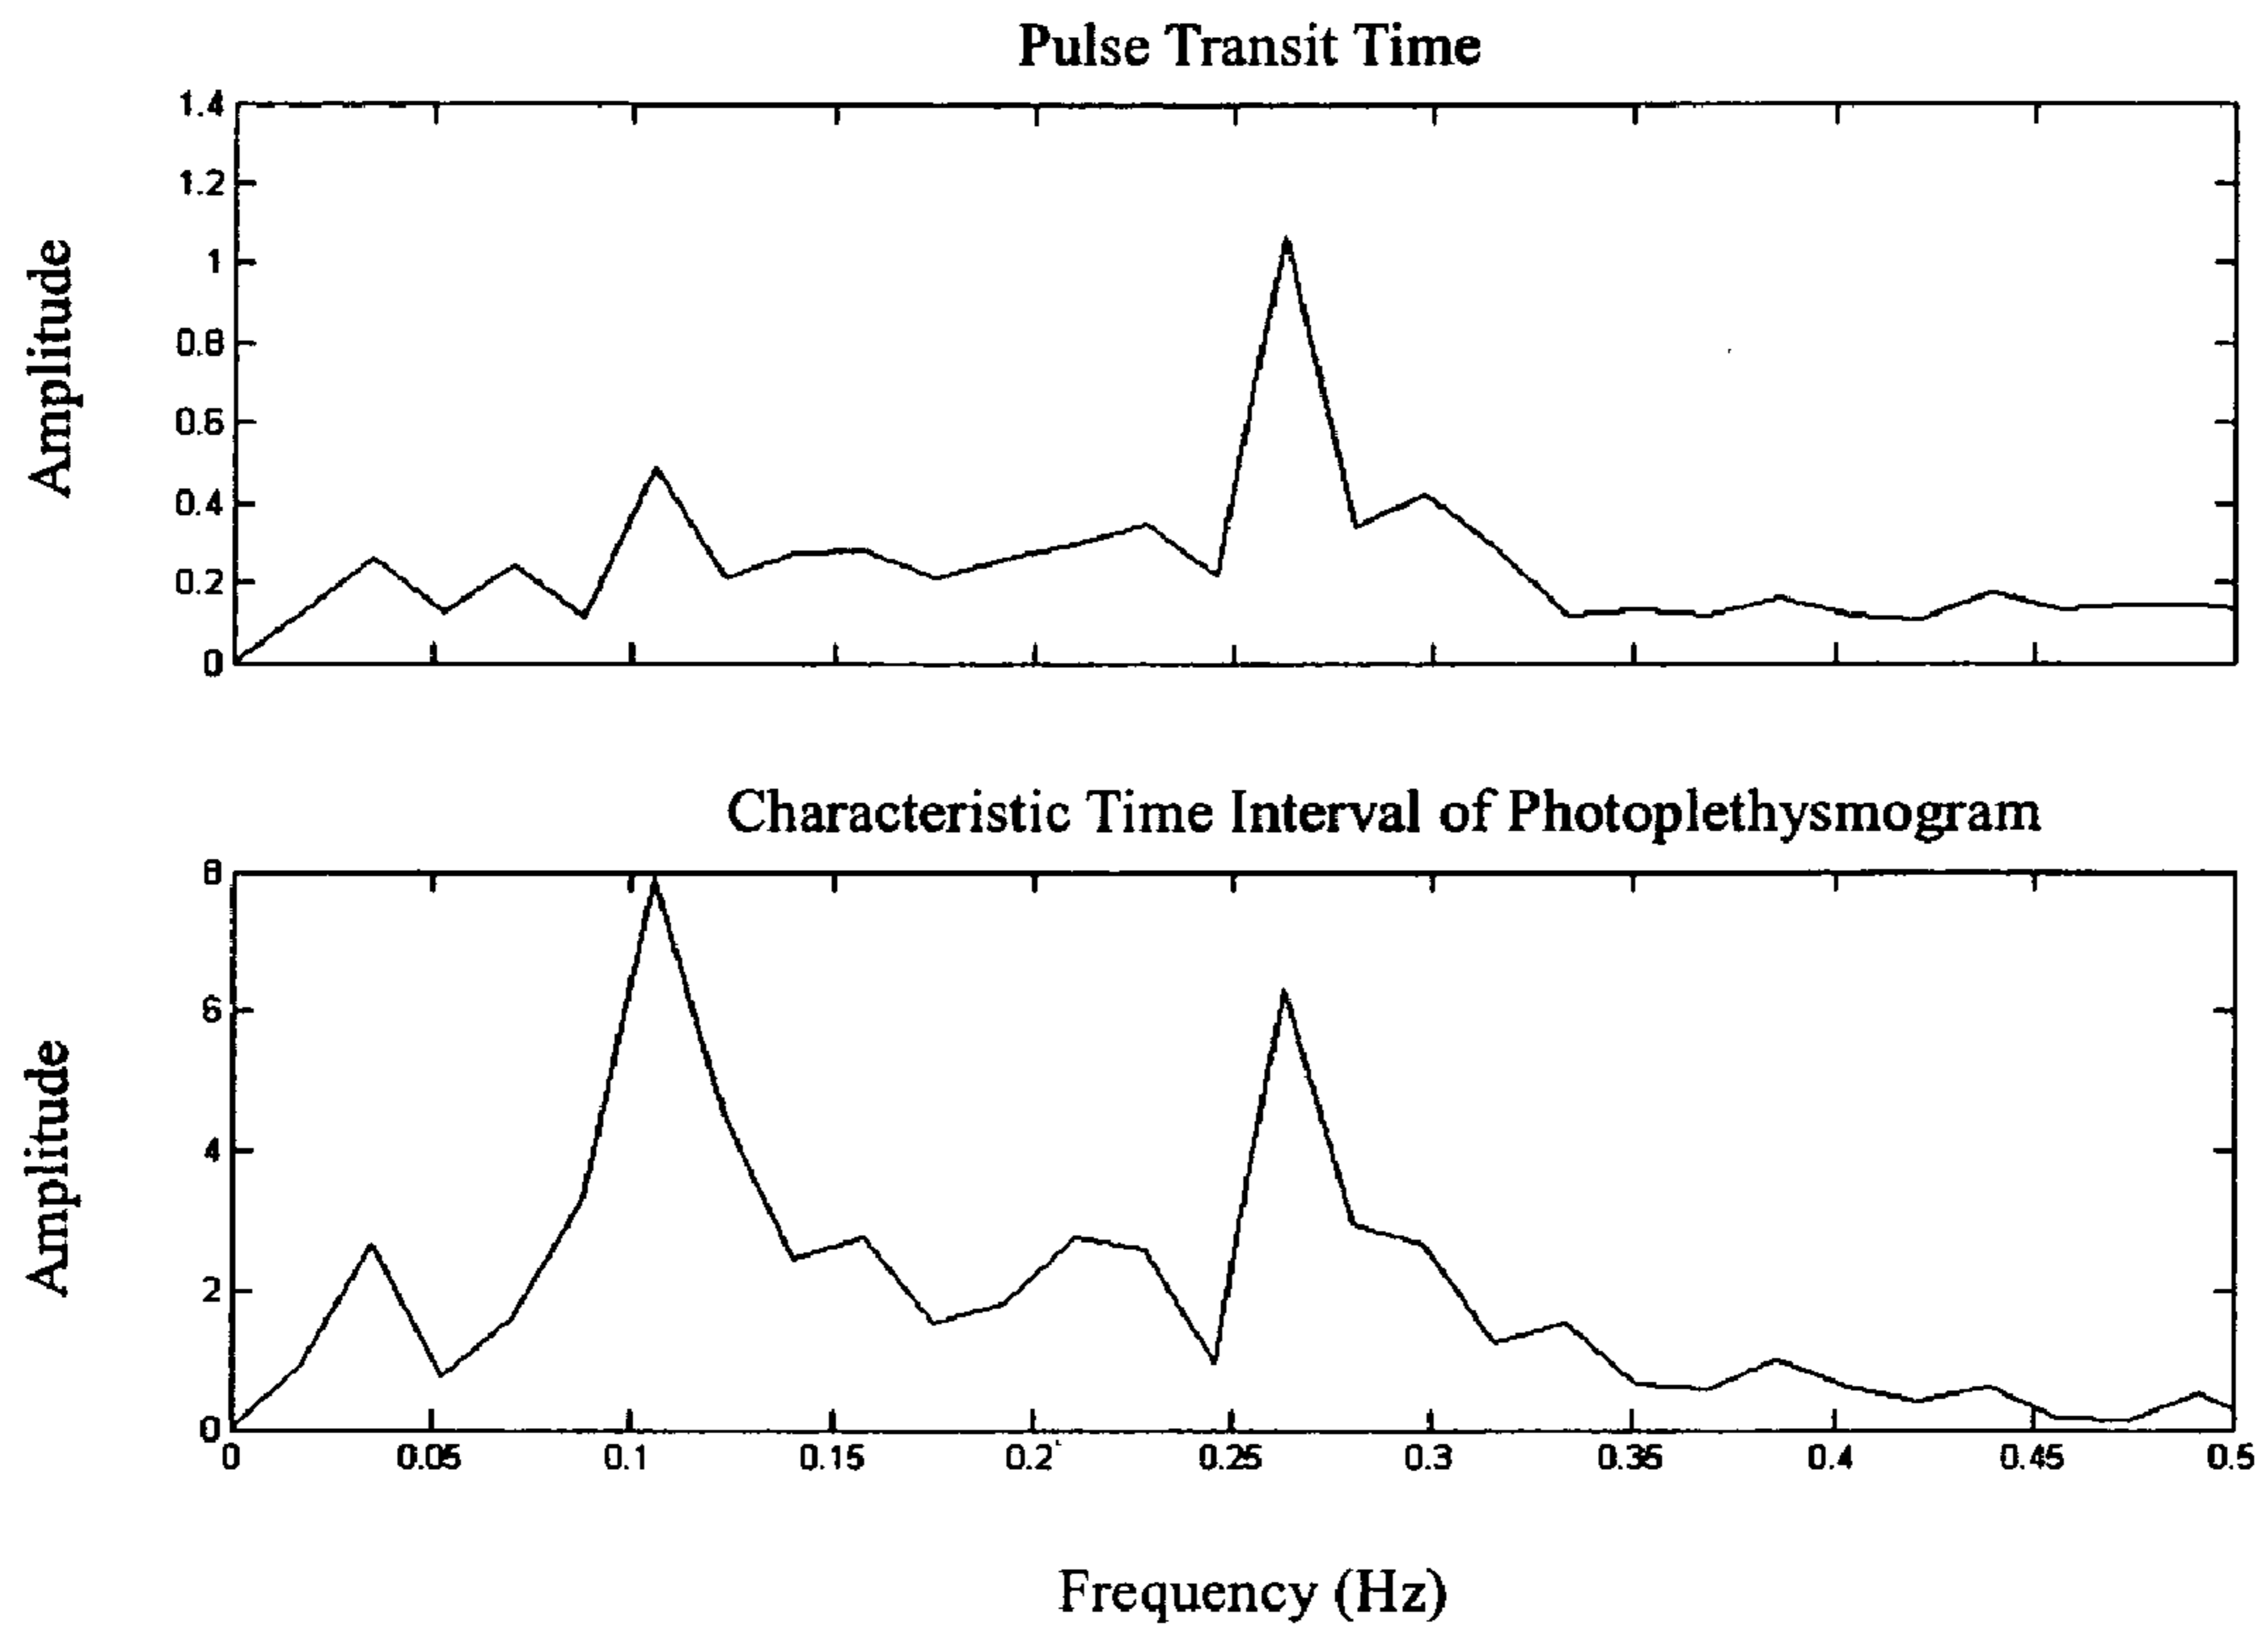 Pulse Transit Time
Amplitude
1.4
1.2
1
0.8
0.6
0.4
0.2
0
Characteristic Time Interval of Photoplethysmogram
Amplitude
8
6
4
2
0
0 0.05 0.1 0.15 0.2 0.25 0.3 0.35 0.4 0.45 0.5
Frequency (Hz)